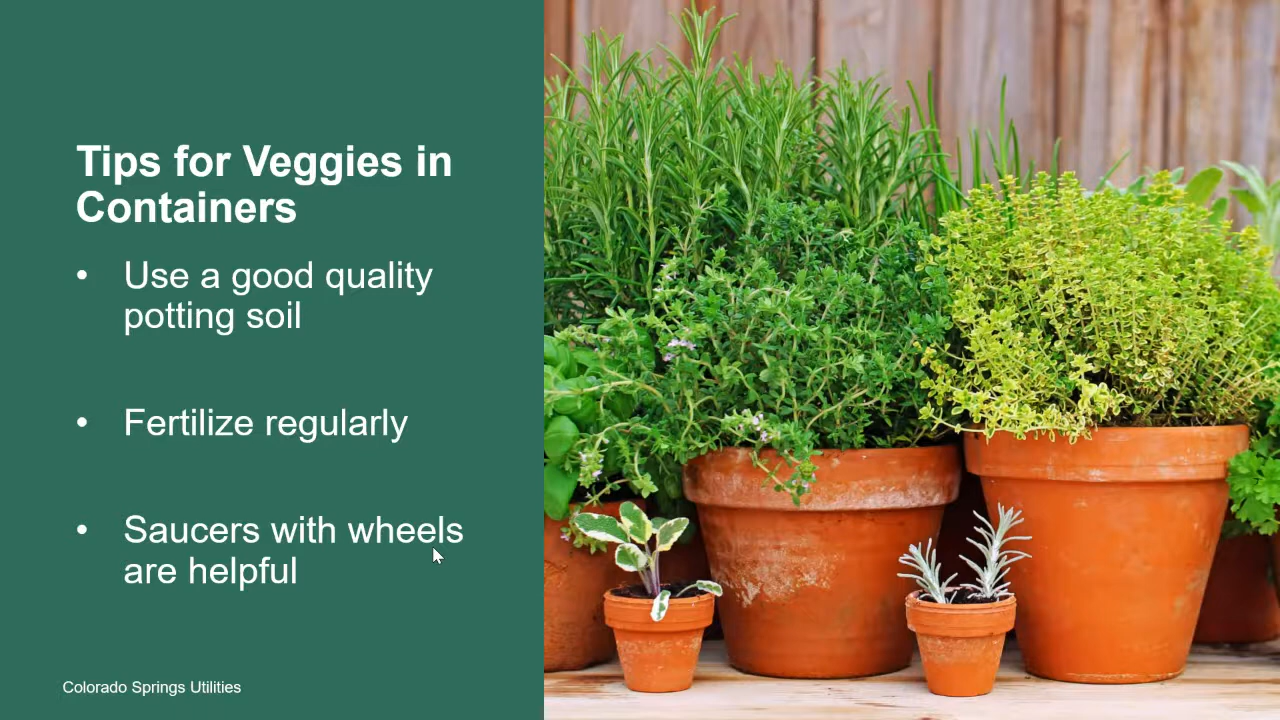 Tips for Veggies in
Containers
• Use a good quality
potting soil
• Fertilize regularly
• Saucers with wheels
are helpful
Colorado Springs Utilities